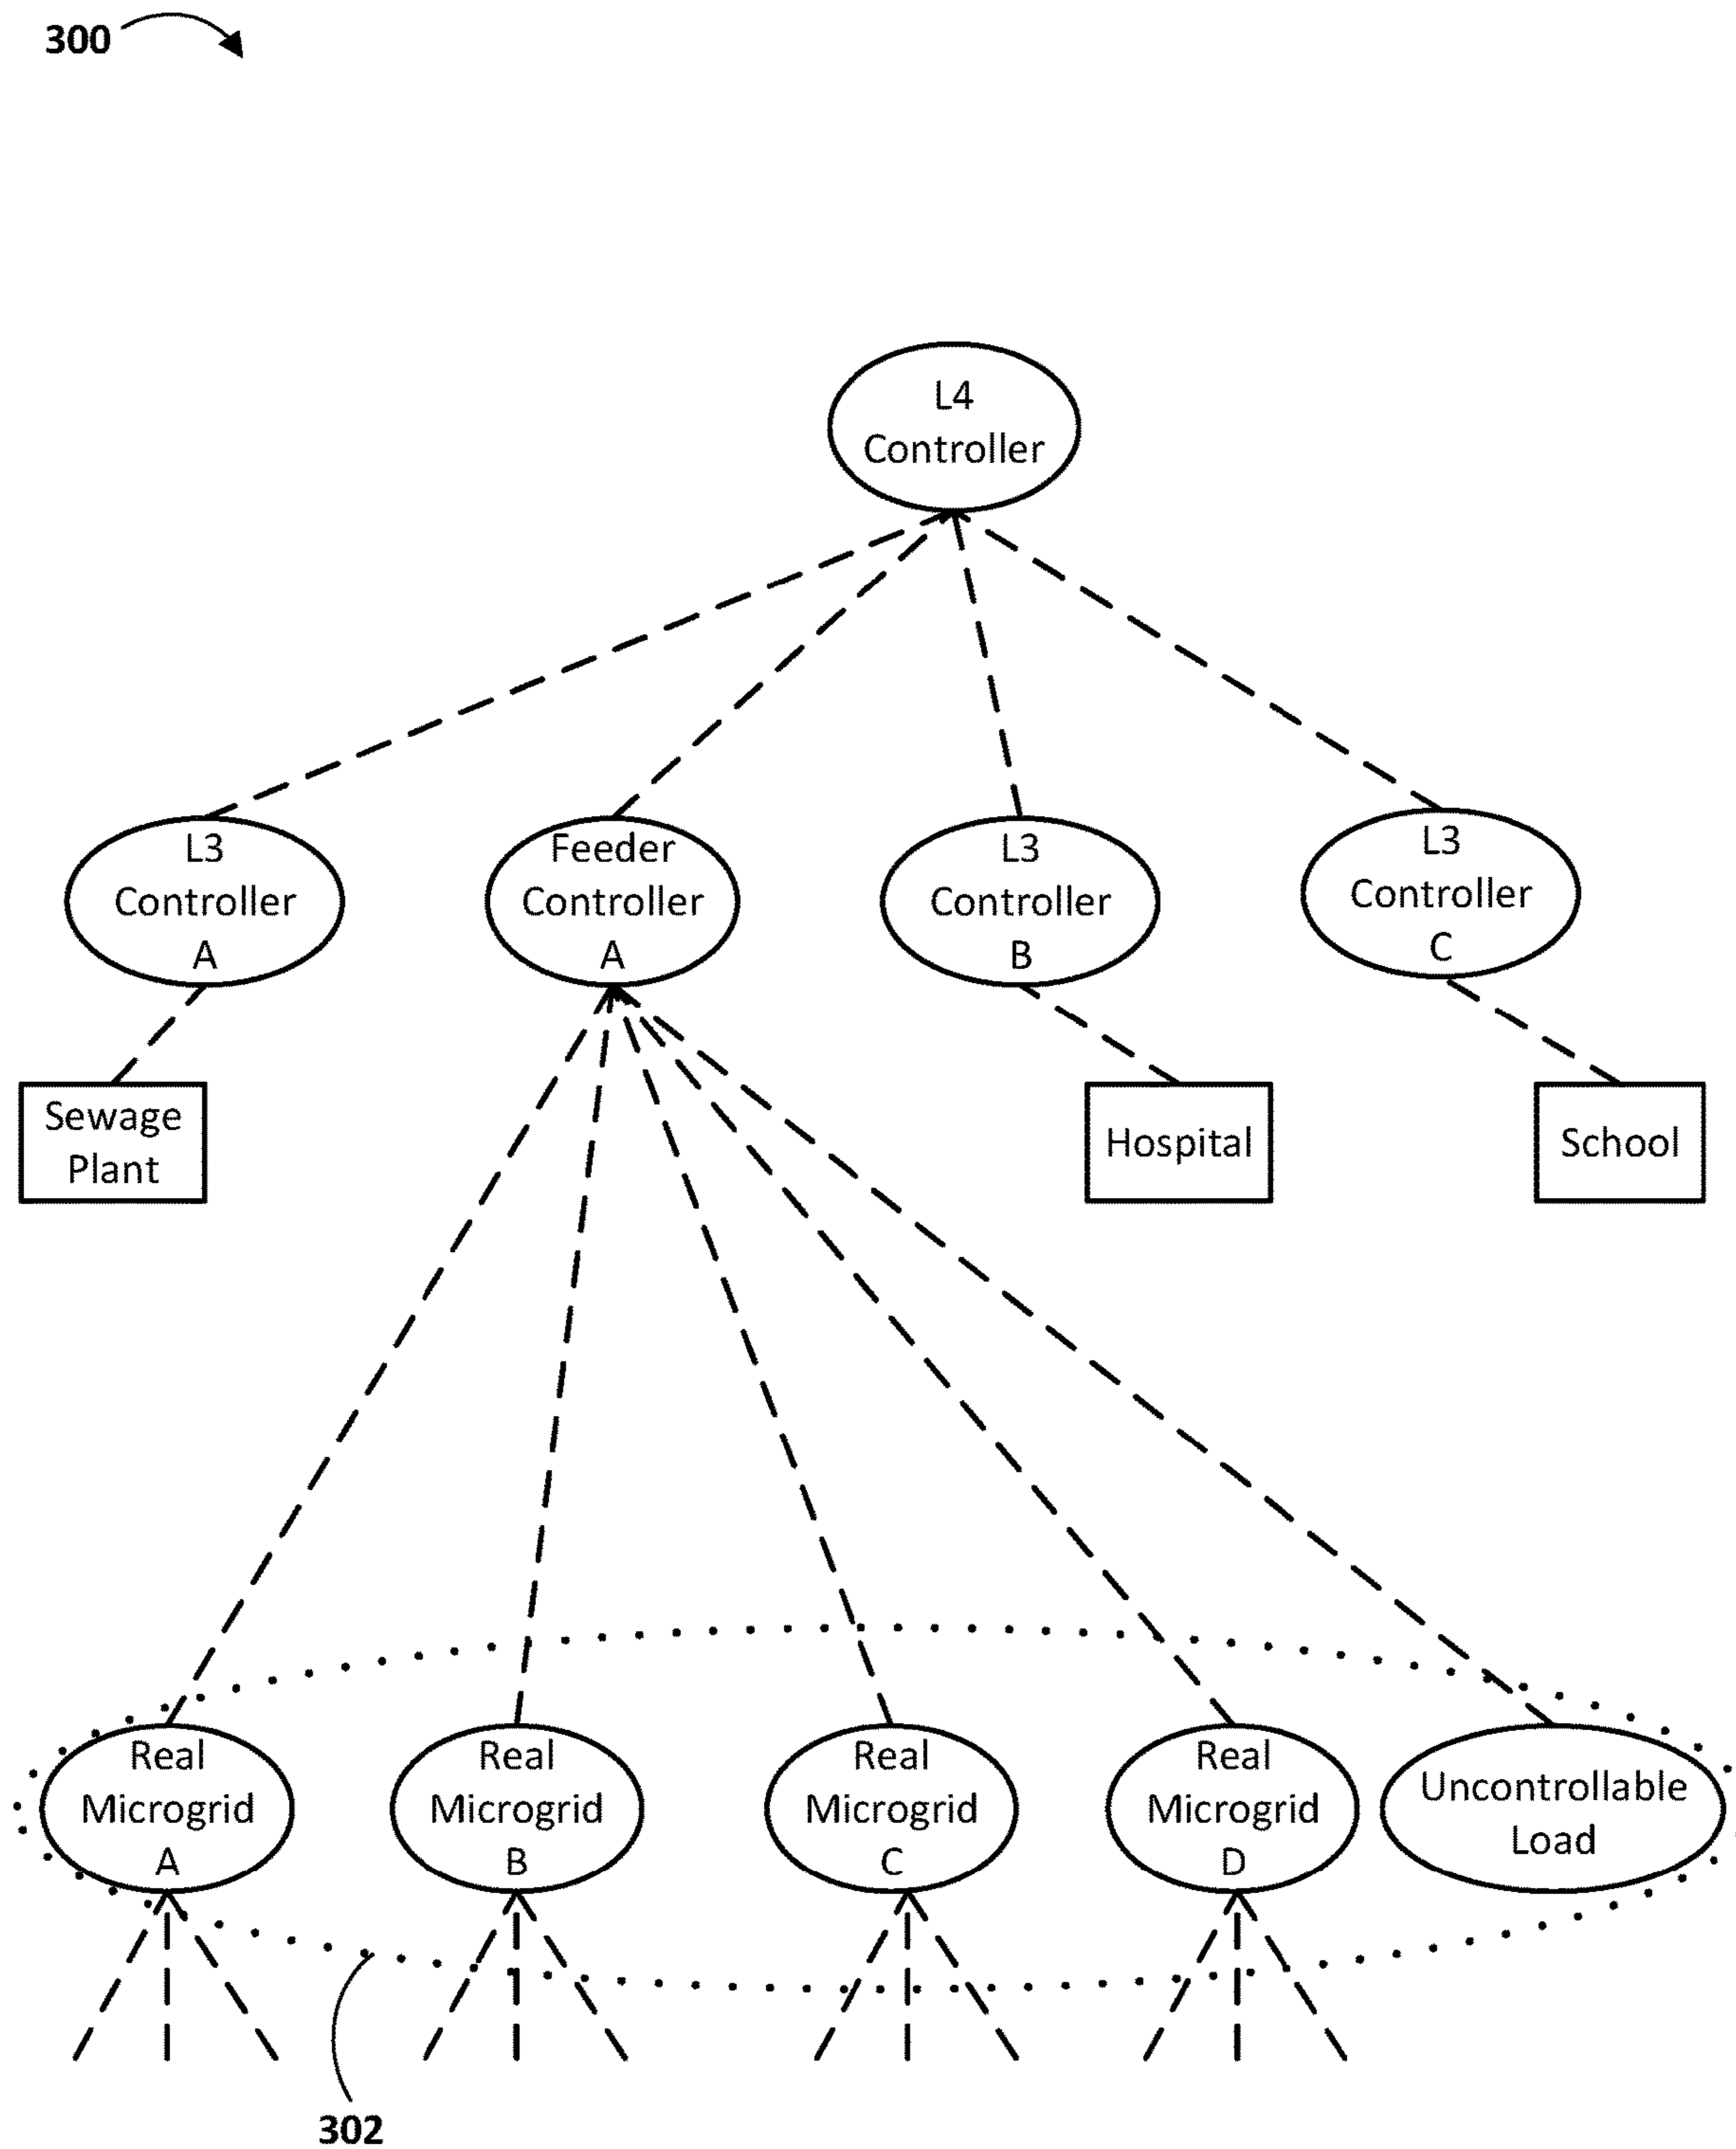 300
L4
Controller
L3
Controller
A
Feeder
Controller
A
L3
Controller
B
L3
Controller
C
Sewage
Plant
Hospital
School
Real
Microgrid
A
Real
Microgrid
B
Real
Microgrid
C
Real
Microgrid
D
Uncontrollable
Load
302